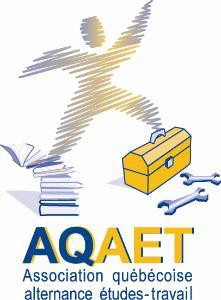 AQAET
Association québécoise
alternance études-travail